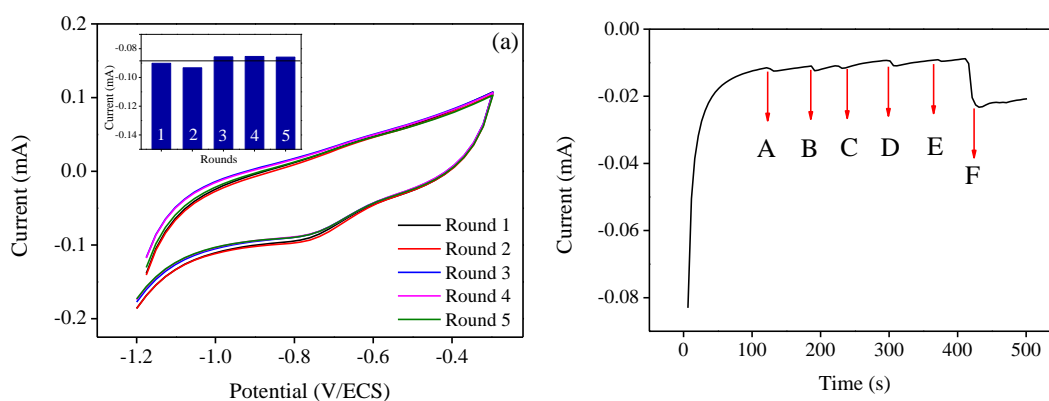 0.2
0.1
0.0
-0.1
-0.2
Current (mA)
-1.2 -1.0 -0.8 -0.6 -0.4
Potential (V/ECS)
(a)
-0.08
-0.10
-0.12
-0.14
Current (mA)
1 2 3 4 5
Rounds
Round 1
Round 2
Round 3
Round 4
Round 5
0.00
-0.02
-0.04
-0.06
-0.08
Current (mA)
A B C D E
F
0 100 200 300 400 500
Time (s)